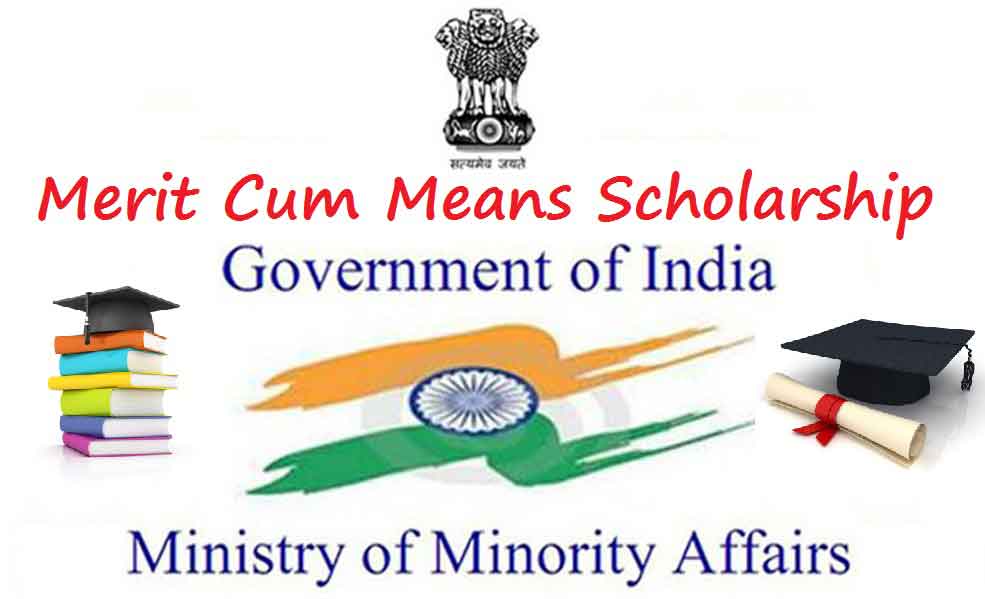 सत्यमेव जयते
Merit Cum Means Scholarship
Government of India
Ministry of Minority Affairs